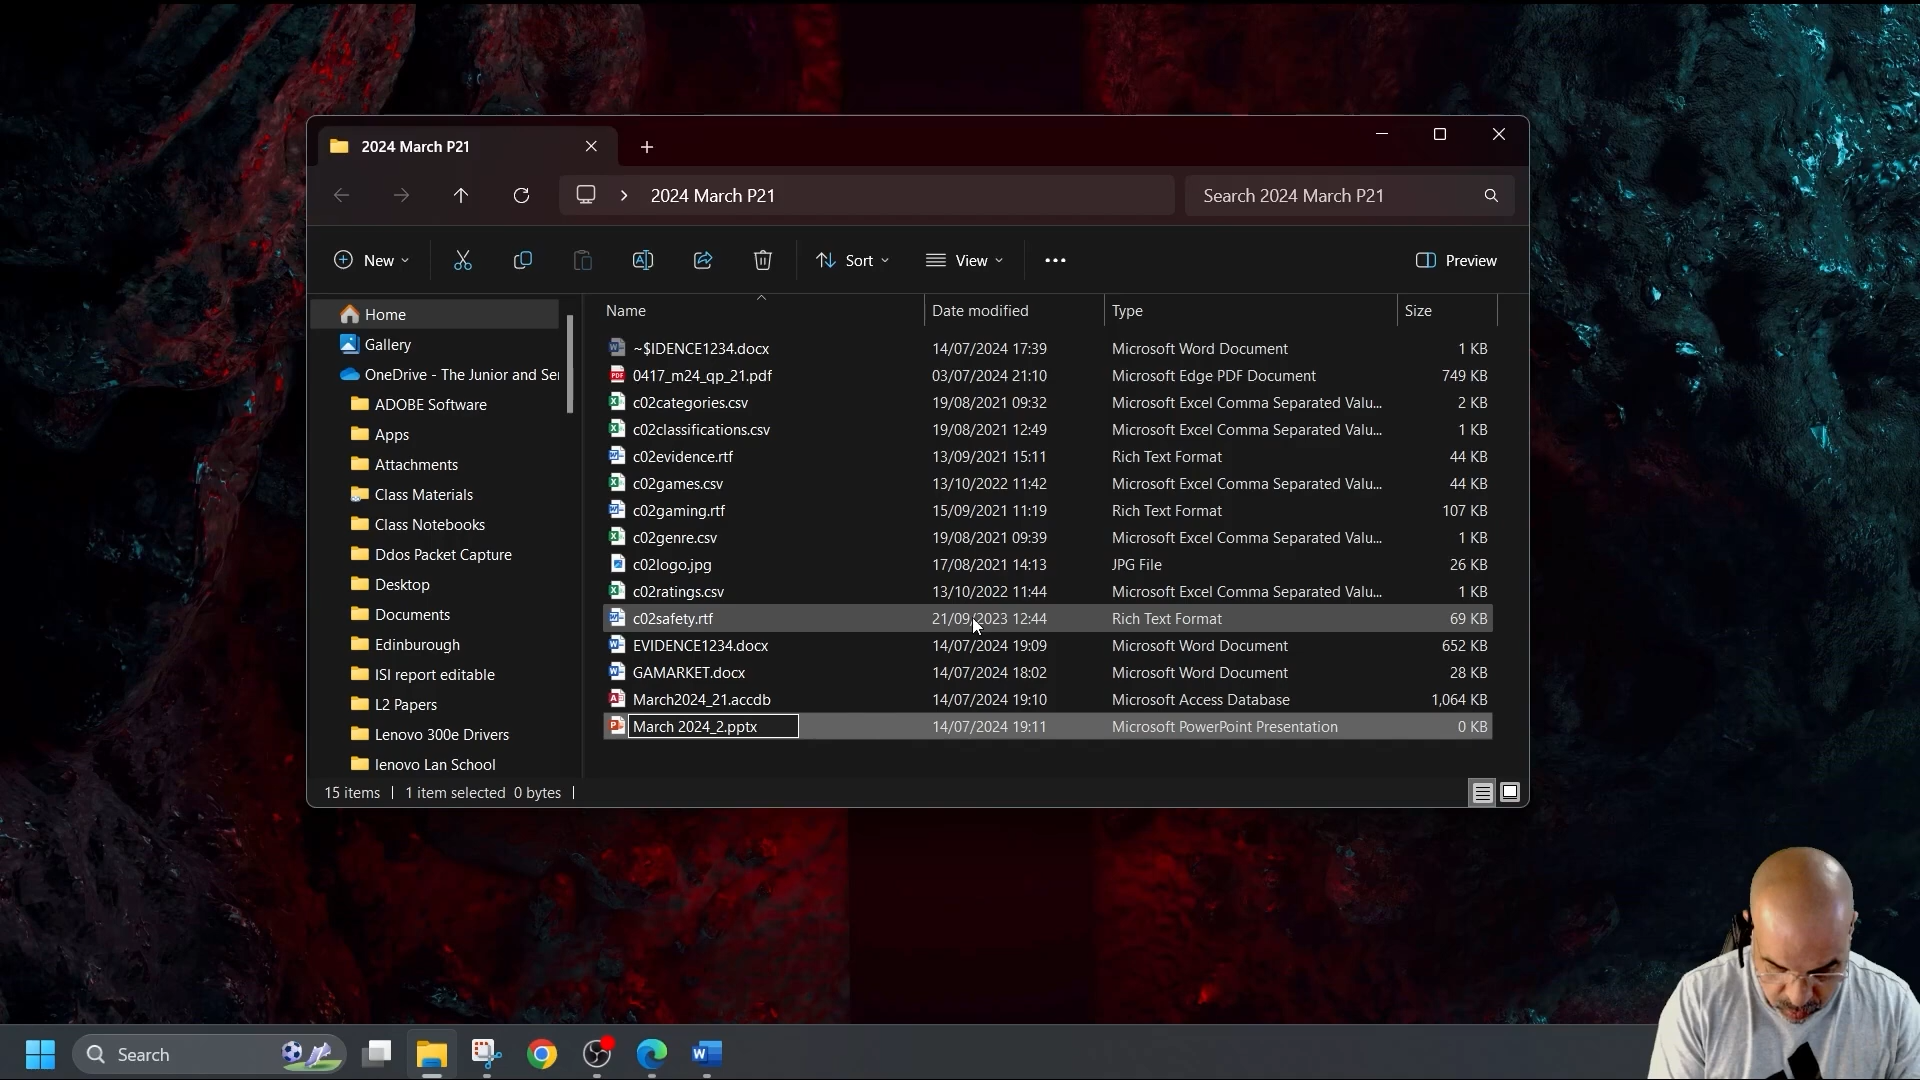 2024 March P21
2024 March P21
Search 2024 March P21
New
Sort
View
Preview
Name Date modified Type Size
Home
Gallery
OneDrive - The Junior and Se
ADOBE Software
Apps
Attachments
Class Materials
Class Notebooks
Ddos Packet Capture
Desktop
Documents
Edinburough
ISI report editable
L2 Papers
Lenovo 300e Drivers
lenovo Lan School
~$IDENCE1234.docx 14/07/2024 17:39 Microsoft Word Document 1 KB
0417_m24_qp_21.pdf 03/07/2024 21:10 Microsoft Edge PDF Document 749 KB
c02categories.csv 19/08/2021 09:32 Microsoft Excel Comma Separated Valu... 2 KB
c02classifications.csv 19/08/2021 12:49 Microsoft Excel Comma Separated Valu... 1 KB
c02evidence.rtf 13/09/2021 15:11 Rich Text Format 44 KB
c02games.csv 13/10/2022 11:42 Microsoft Excel Comma Separated Valu... 44 KB
c02gaming.rtf 15/09/2021 11:19 Rich Text Format 107 KB
c02genre.csv 19/08/2021 09:39 Microsoft Excel Comma Separated Valu... 1 KB
c02logo.jpg 17/08/2021 14:13 JPG File 26 KB
c02ratings.csv 13/10/2022 11:44 Microsoft Excel Comma Separated Valu... 1 KB
c02safety.rtf 21/09/2023 12:44 Rich Text Format 69 KB
EVIDENCE1234.docx 14/07/2024 19:09 Microsoft Word Document 652 KB
GAMARKET.docx 14/07/2024 18:02 Microsoft Word Document 28 KB
March2024_21.accdb 14/07/2024 19:10 Microsoft Access Database 1,064 KB
March 2024_2.pptx 14/07/2024 19:11 Microsoft PowerPoint Presentation 0 KB
15 items 1 item selected 0 bytes
Search